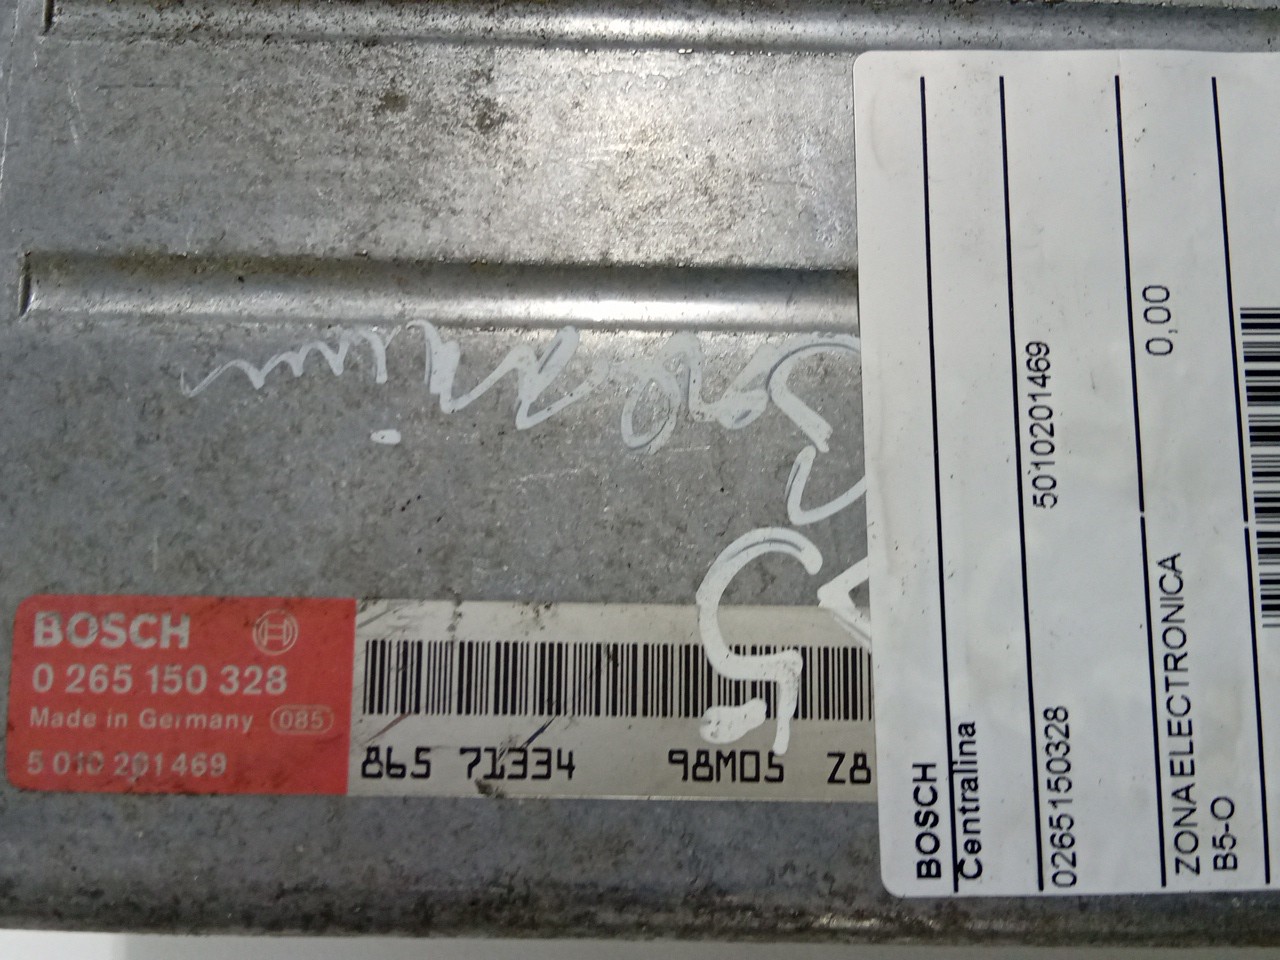 BOSCH
0 265 150 328
Made in Germany 085
5 010 201 469
865 71334 98M05 Z8
BOSCH
Centralina
0265150328 5010201469
ZONA ELECTRONICA 0,00
B5-O